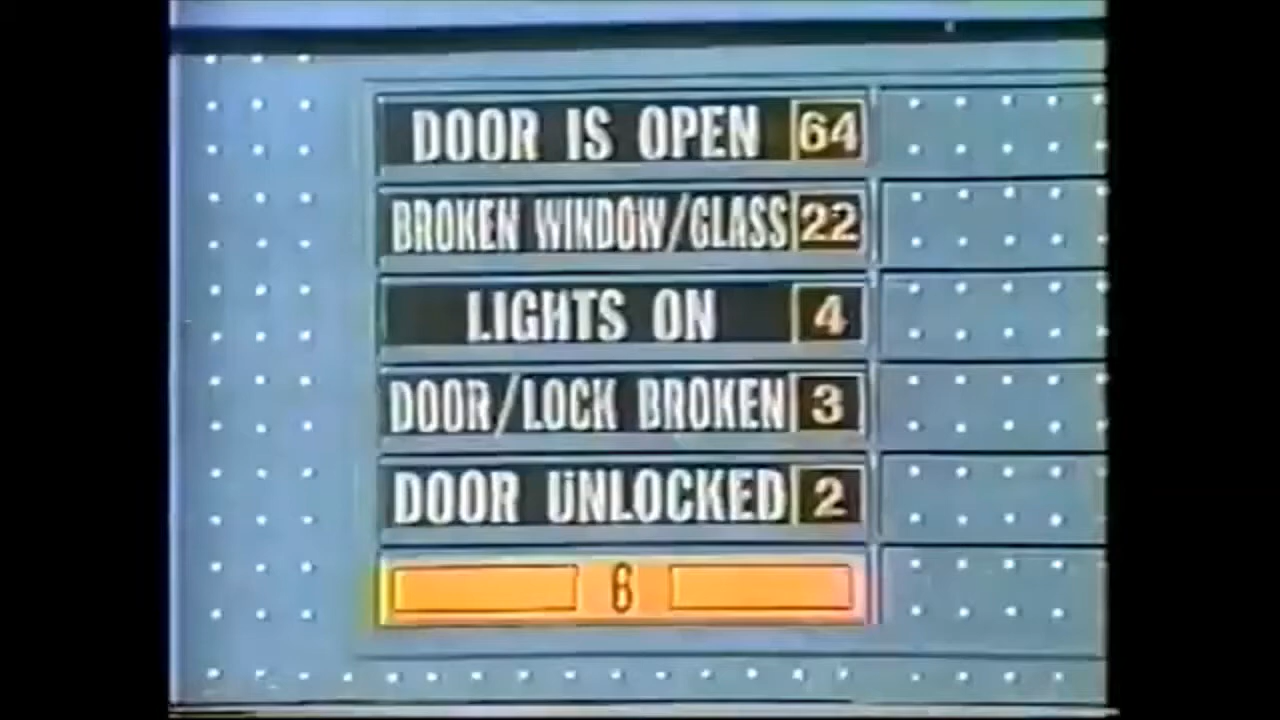 DOOR IS OPEN 64
BROKEN WINDOW/GLASS 22
LIGHTS ON 4
DOOR/LOCK BROKEN 3
DOOR UNLOCKED 2
6